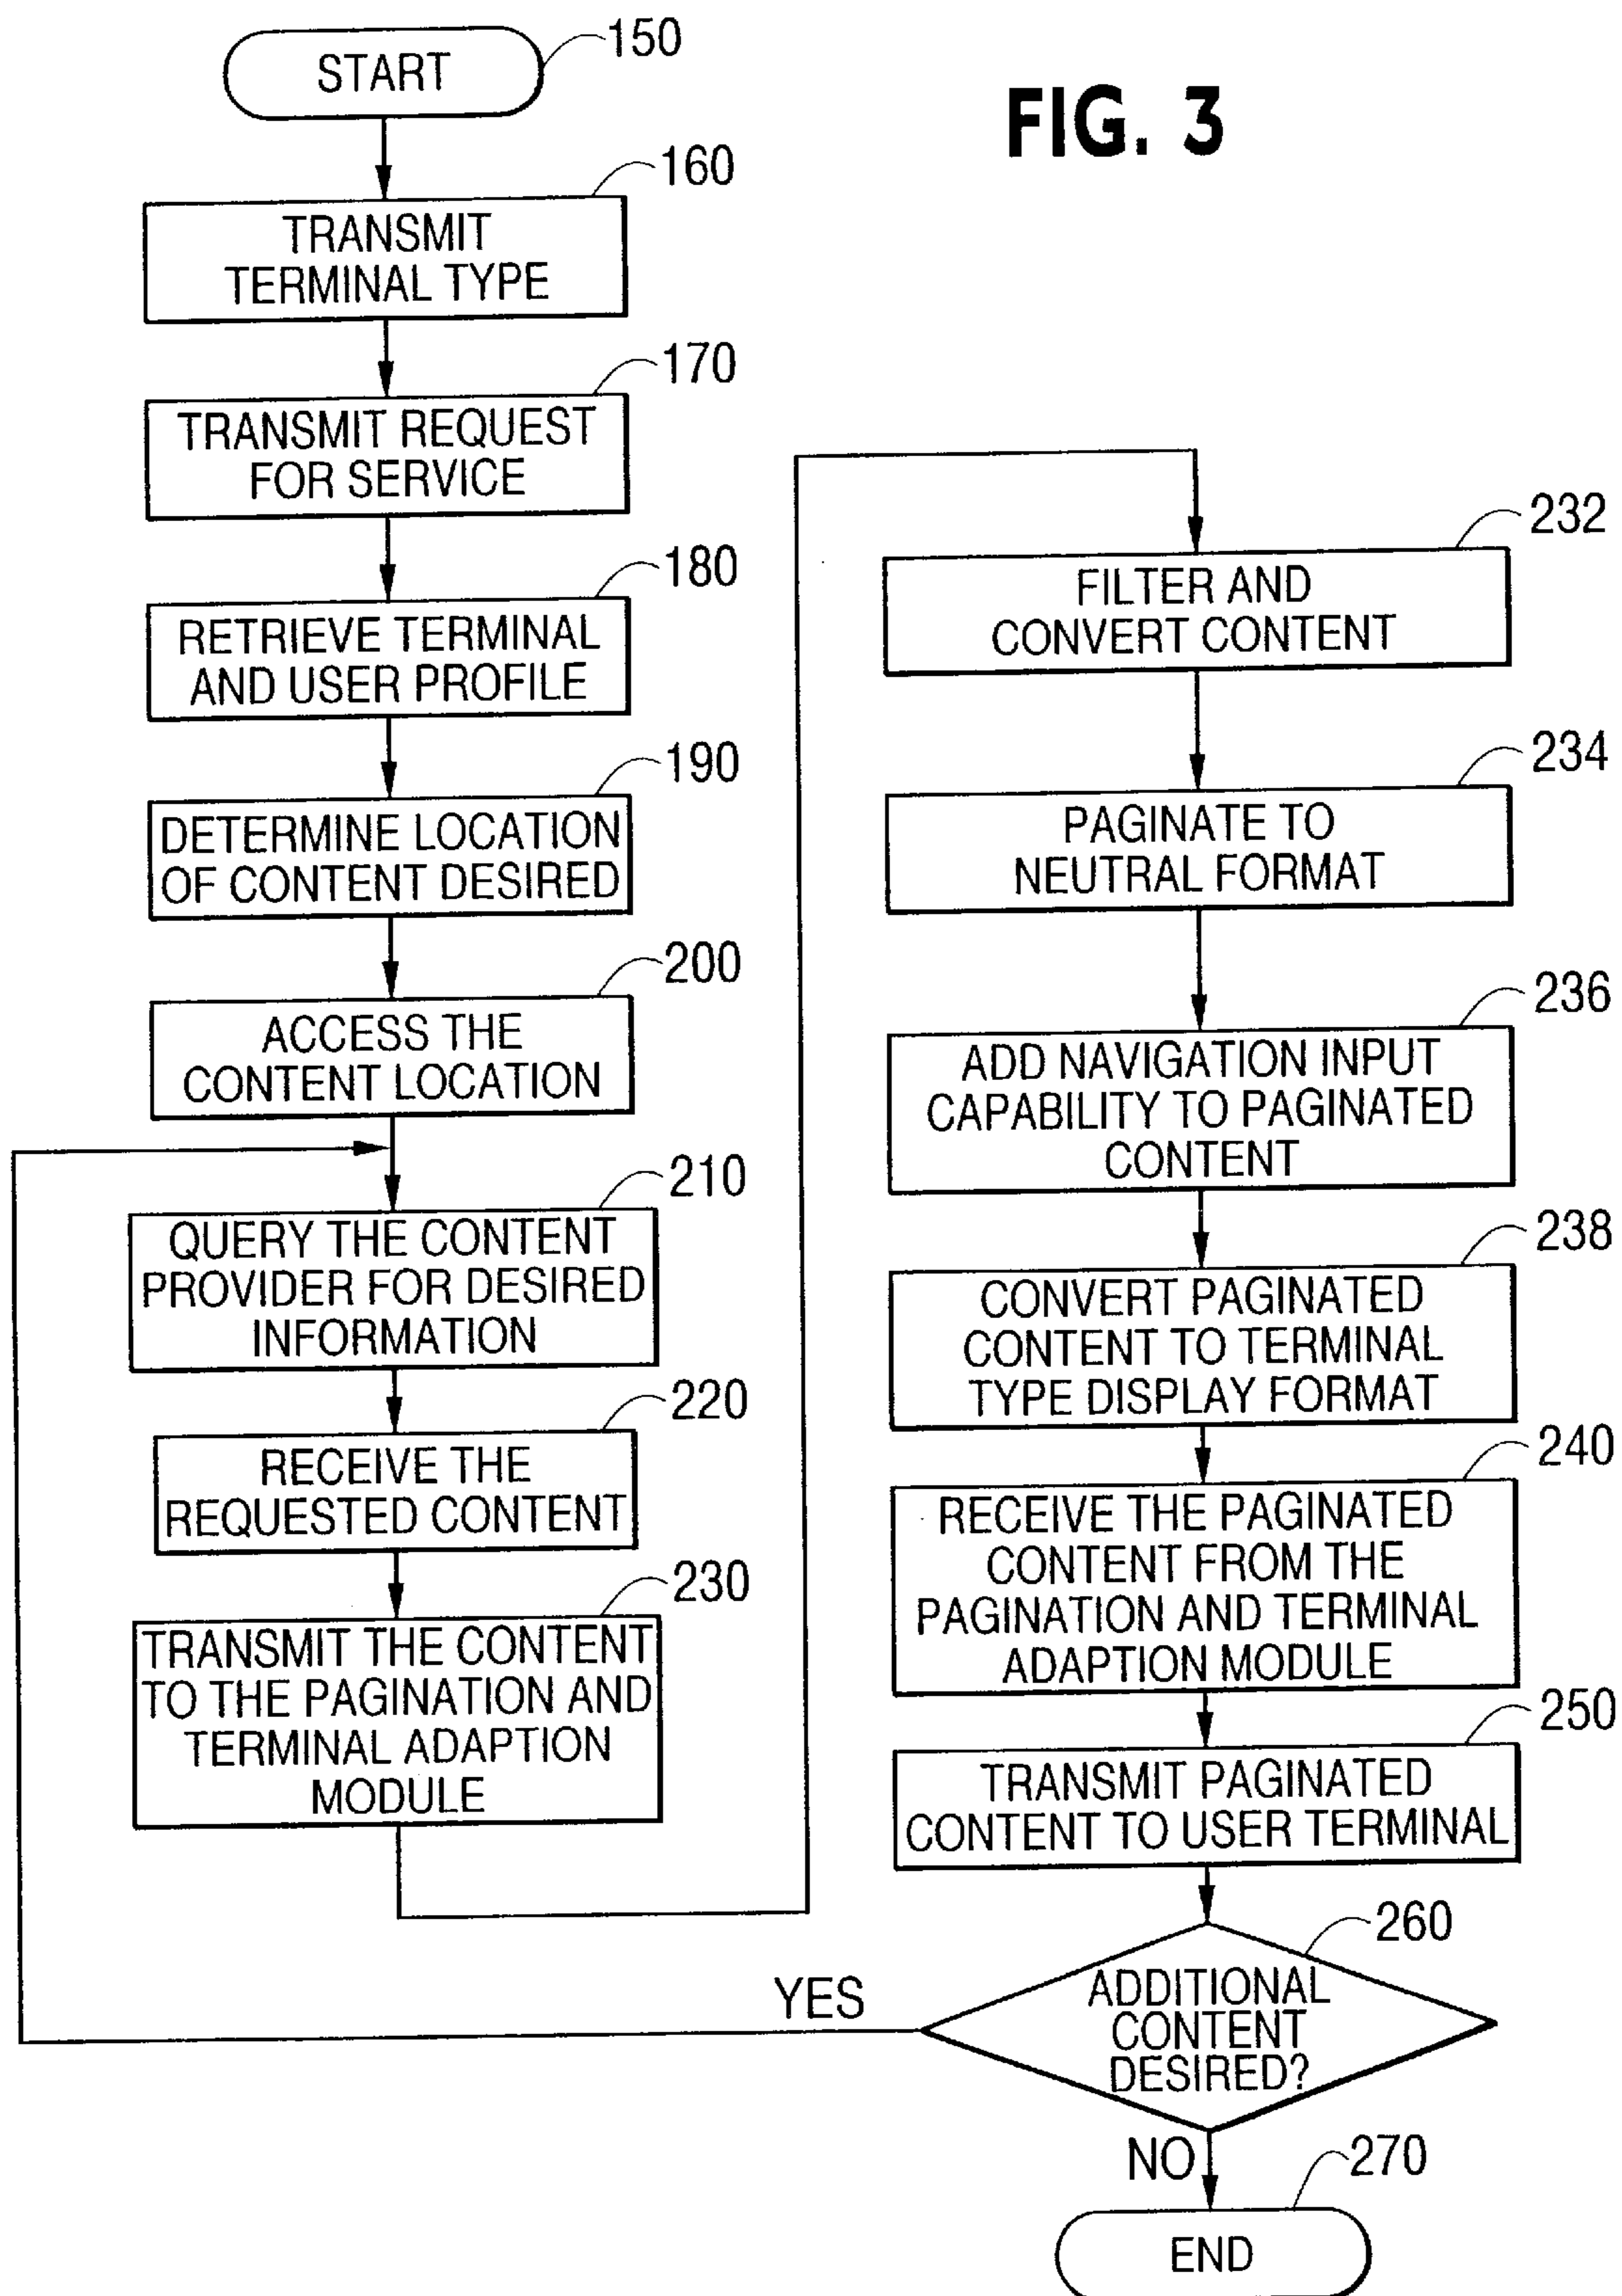 START
150
FIG. 3
160
TRANSMIT
TERMINAL TYPE
170
TRANSMIT REQUEST
FOR SERVICE
180
RETRIEVE TERMINAL
AND USER PROFILE
190
DETERMINE LOCATION
OF CONTENT DESIRED
200
ACCESS THE
CONTENT LOCATION
210
QUERY THE CONTENT
PROVIDER FOR DESIRED
INFORMATION
220
RECEIVE THE
REQUESTED CONTENT
230
TRANSMIT THE CONTENT
TO THE PAGINATION AND
TERMINAL ADAPTION
MODULE
232
FILTER AND
CONVERT CONTENT
234
PAGINATE TO
NEUTRAL FORMAT
236
ADD NAVIGATION INPUT
CAPABILITY TO PAGINATED
CONTENT
238
CONVERT PAGINATED
CONTENT TO TERMINAL
TYPE DISPLAY FORMAT
240
RECEIVE THE PAGINATED
CONTENT FROM THE
PAGINATION AND TERMINAL
ADAPTION MODULE
250
TRANSMIT PAGINATED
CONTENT TO USER TERMINAL
260
ADDITIONAL
CONTENT
DESIRED?
YES
NO
270
END